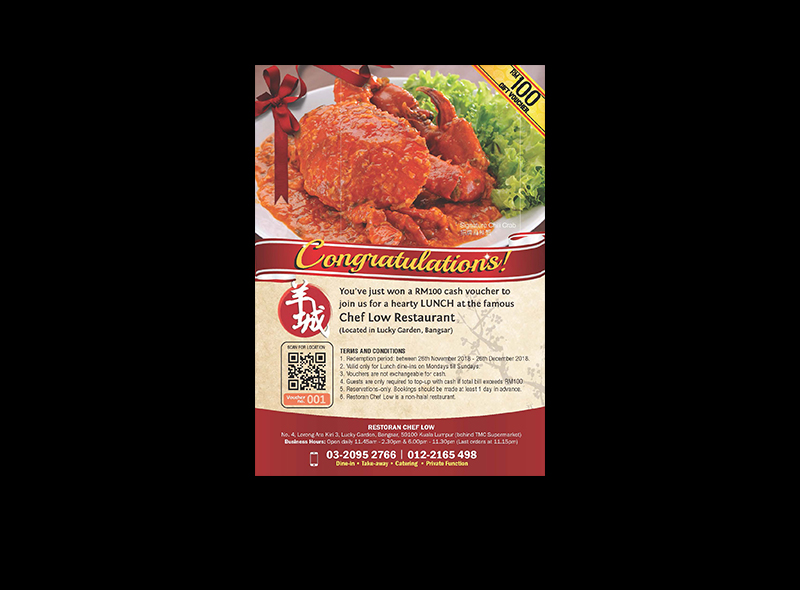 RM100
GIFT VOUCHER
Signature Chili Crab
Congratulations!
羊城
You've just won a RM100 cash voucher to
join us for a hearty LUNCH at the famous
Chef Low Restaurant
(Located in Lucky Garden, Bangsar)
SCAN FOR LOCATION
Voucher No. 001
TERMS AND CONDITIONS
1. Redemption period: between 26th November 2018 - 26th December 2018.
2. Valid only for Lunch dine-ins on Mondays till Sundays.
3. Vouchers are not exchangeable for cash.
4. Guests are only required to top-up with cash if total bill exceeds RM100
5. Reservations-only. Bookings should be made at least 1 day in advance.
6. Restoran Chef Low is a non-halal restaurant.
RESTORAN CHEF LOW
No. 4, Lorong Ara Kiri 3, Lucky Garden, Bangsar, 59100 Kuala Lumpur (behind TMC Supermarket)
Business Hours: Open daily 11.45am - 2.30pm & 6.00pm - 11.30pm (Last orders at 11.15pm)
03-2095 2766 | 012-2165 498
Dine-in • Take-away • Catering • Private Function